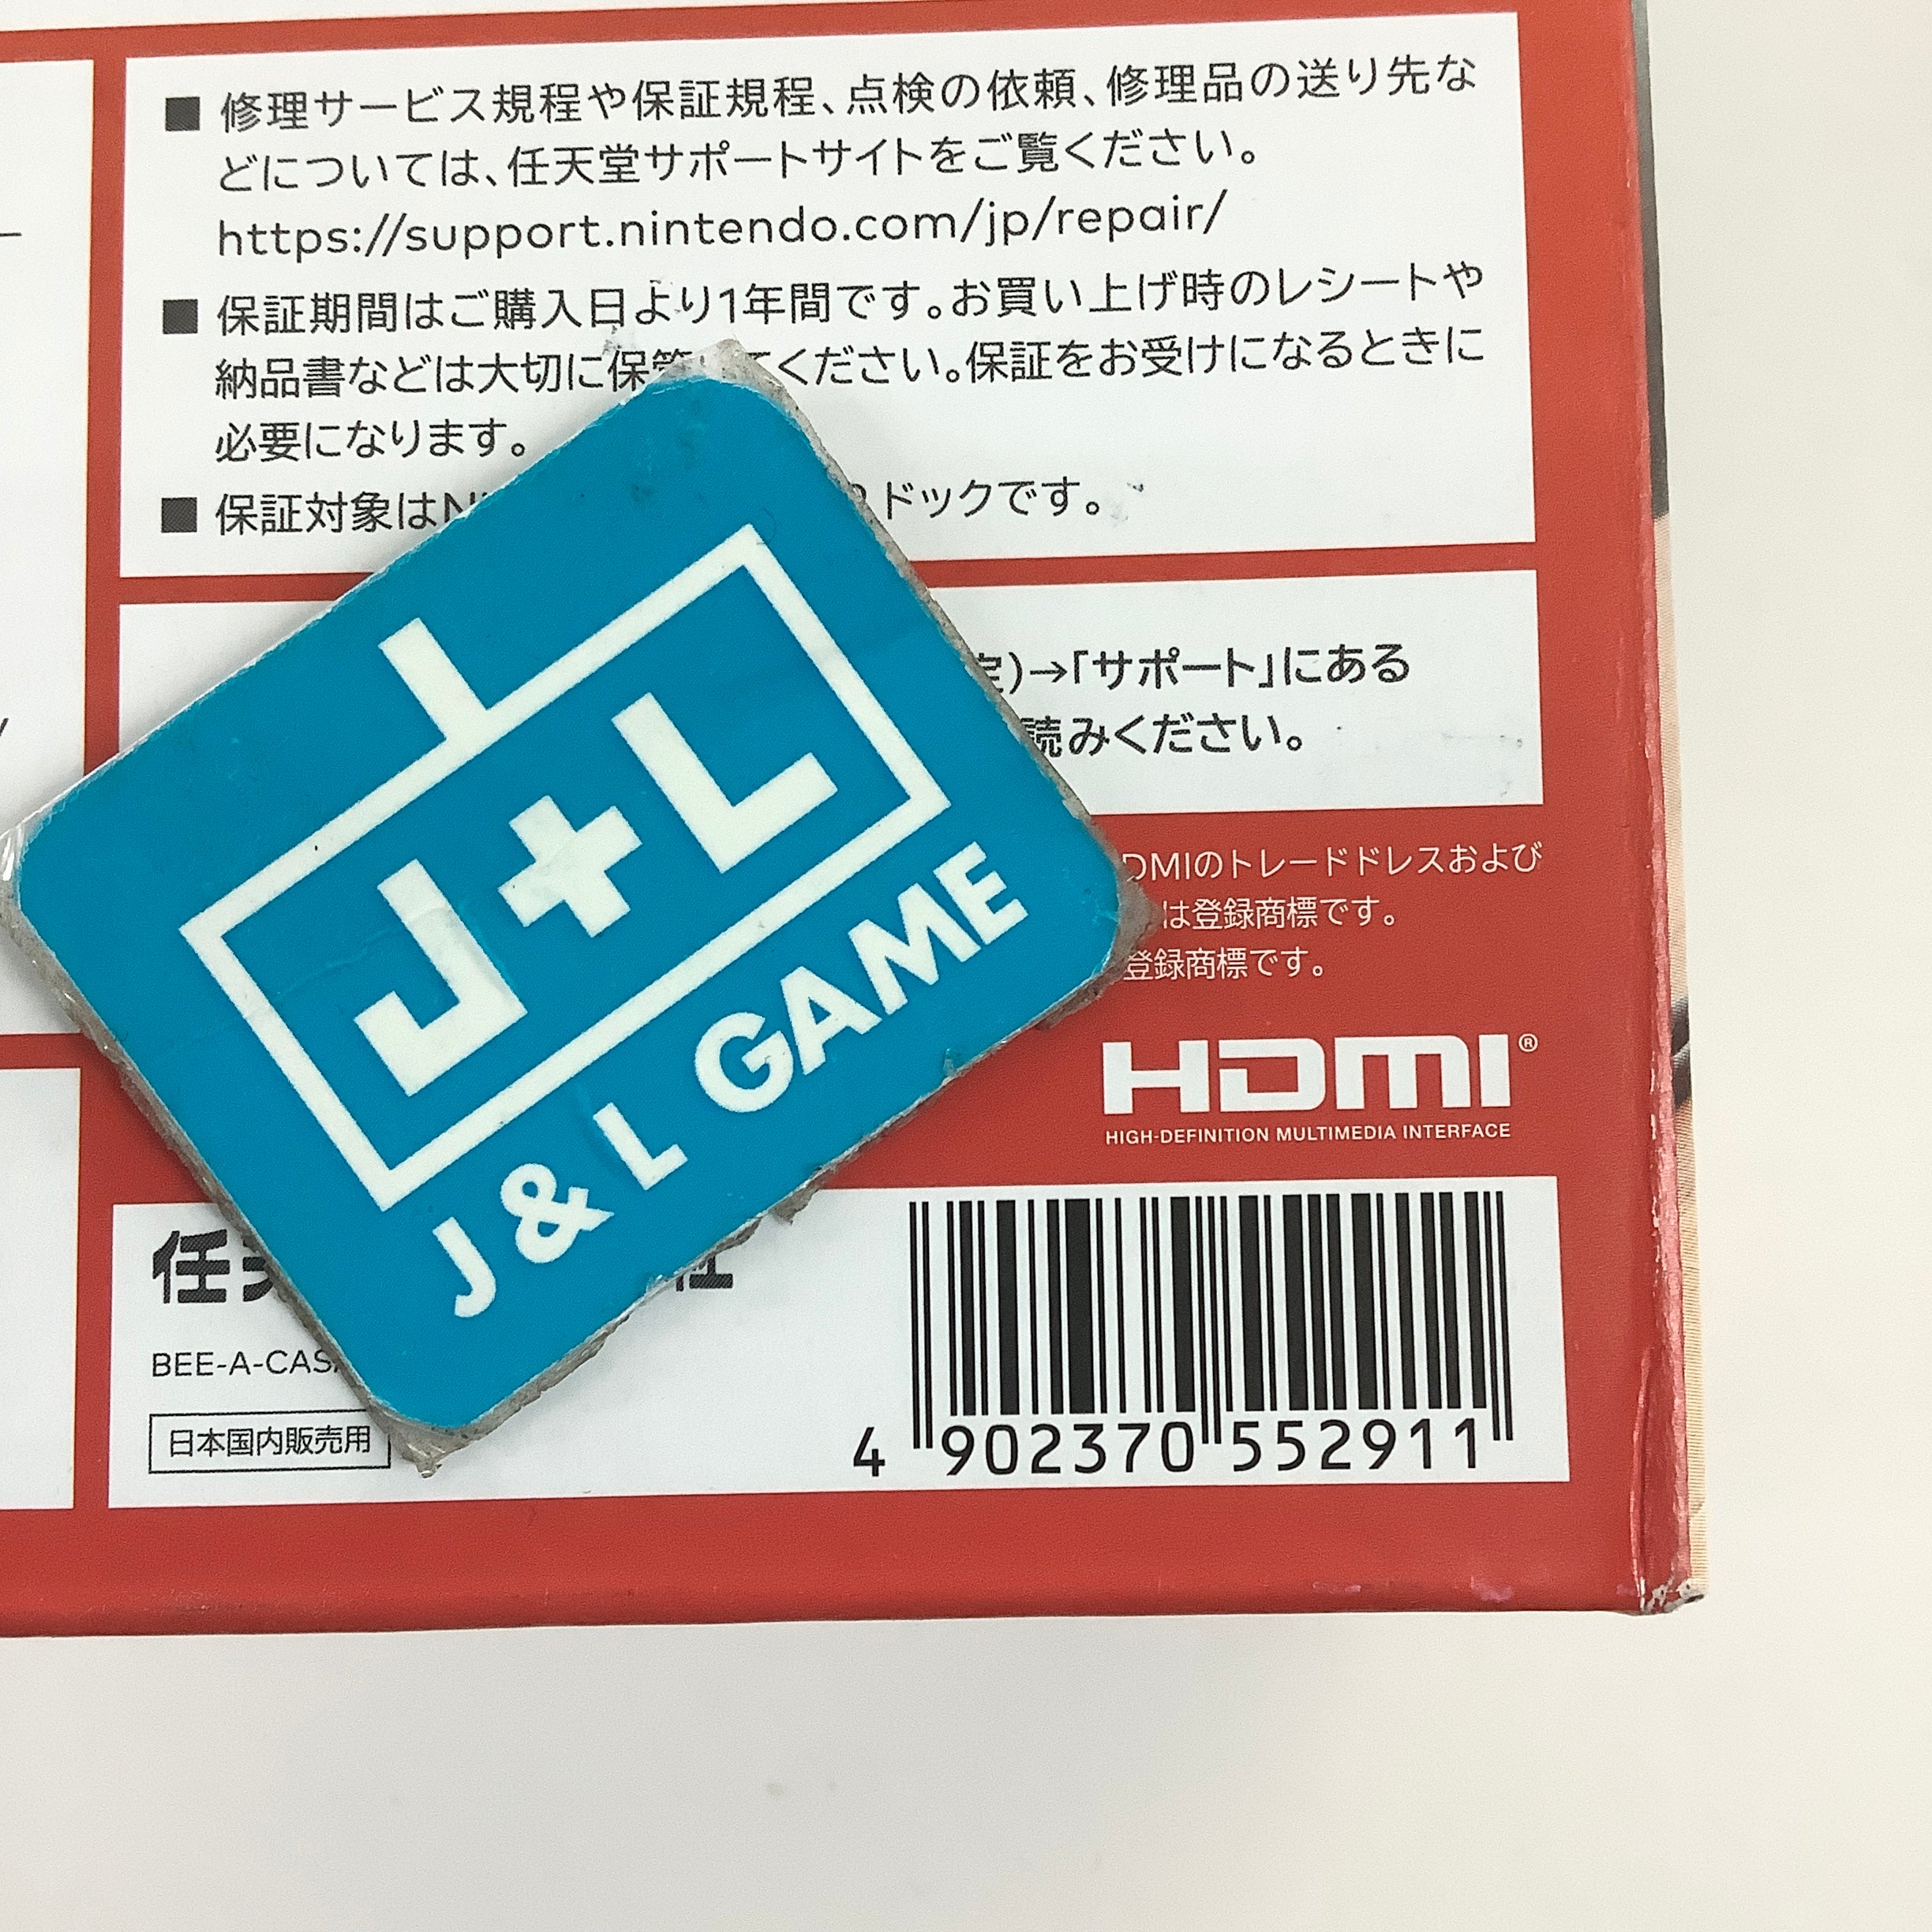 ■ 修理サービス規程や保証規程、点検の依頼、修理品の送り先な
どについては、任天堂サポートサイトをご覧ください。
https://support.nintendo.com/jp/repair/
■ 保証期間はご購入日より1年間です。お買い上げ時のレシートや
納品書などは大切に保管してください。保証をお受けになるときに
必要になります。
■ 保証対象は ドックです。
)→「サポート」にある
読みください。
DMIのトレードドレスおよび
は登録商標です。
登録商標です。
HDMI®
HIGH-DEFINITION MULTIMEDIA INTERFACE
J+L
J & L GAME
任
社
BEE-A-CAS
日本国内販売用
4 902370 552911